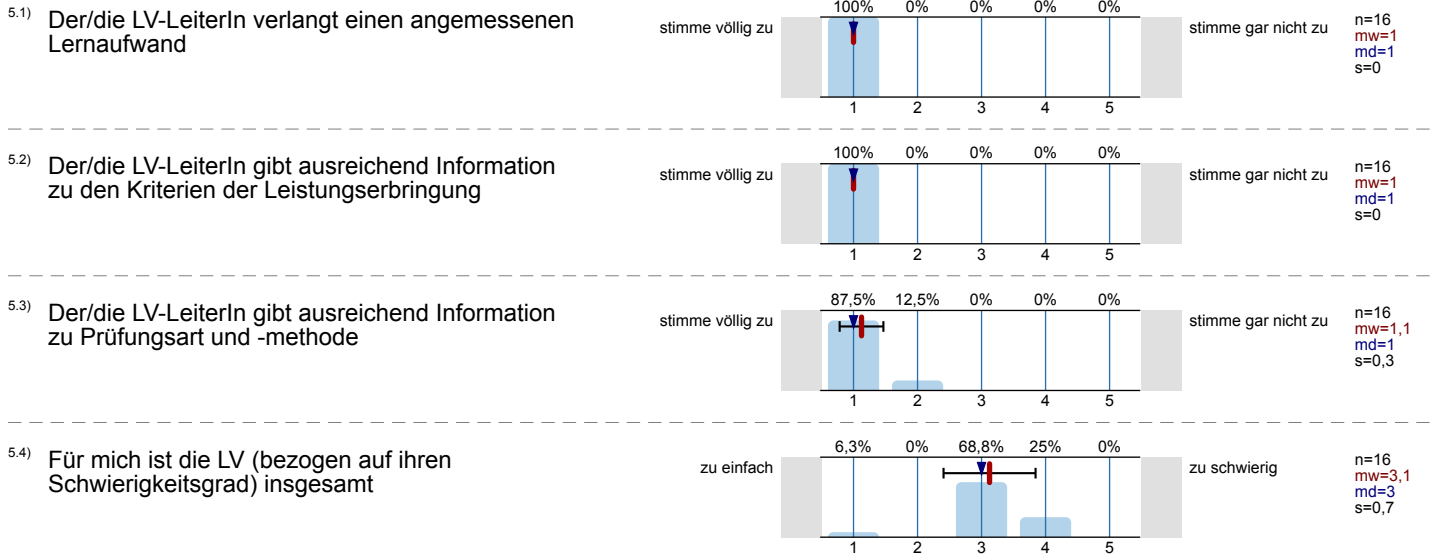 5.1) Der/die LV-LeiterIn verlangt einen angemessenen
Lernaufwand
stimme völlig zu
100% 0% 0% 0% 0%
1 2 3 4 5
stimme gar nicht zu
n=16
mw=1
md=1
s=0
5.2) Der/die LV-LeiterIn gibt ausreichend Information
zu den Kriterien der Leistungserbringung
stimme völlig zu
100% 0% 0% 0% 0%
1 2 3 4 5
stimme gar nicht zu
n=16
mw=1
md=1
s=0
5.3) Der/die LV-LeiterIn gibt ausreichend Information
zu Prüfungsart und -methode
stimme völlig zu
87,5% 12,5% 0% 0% 0%
1 2 3 4 5
stimme gar nicht zu
n=16
mw=1,1
md=1
s=0,3
5.4) Für mich ist die LV (bezogen auf ihren
Schwierigkeitsgrad) insgesamt
zu einfach
6,3% 0% 68,8% 25% 0%
1 2 3 4 5
zu schwierig
n=16
mw=3,1
md=3
s=0,7